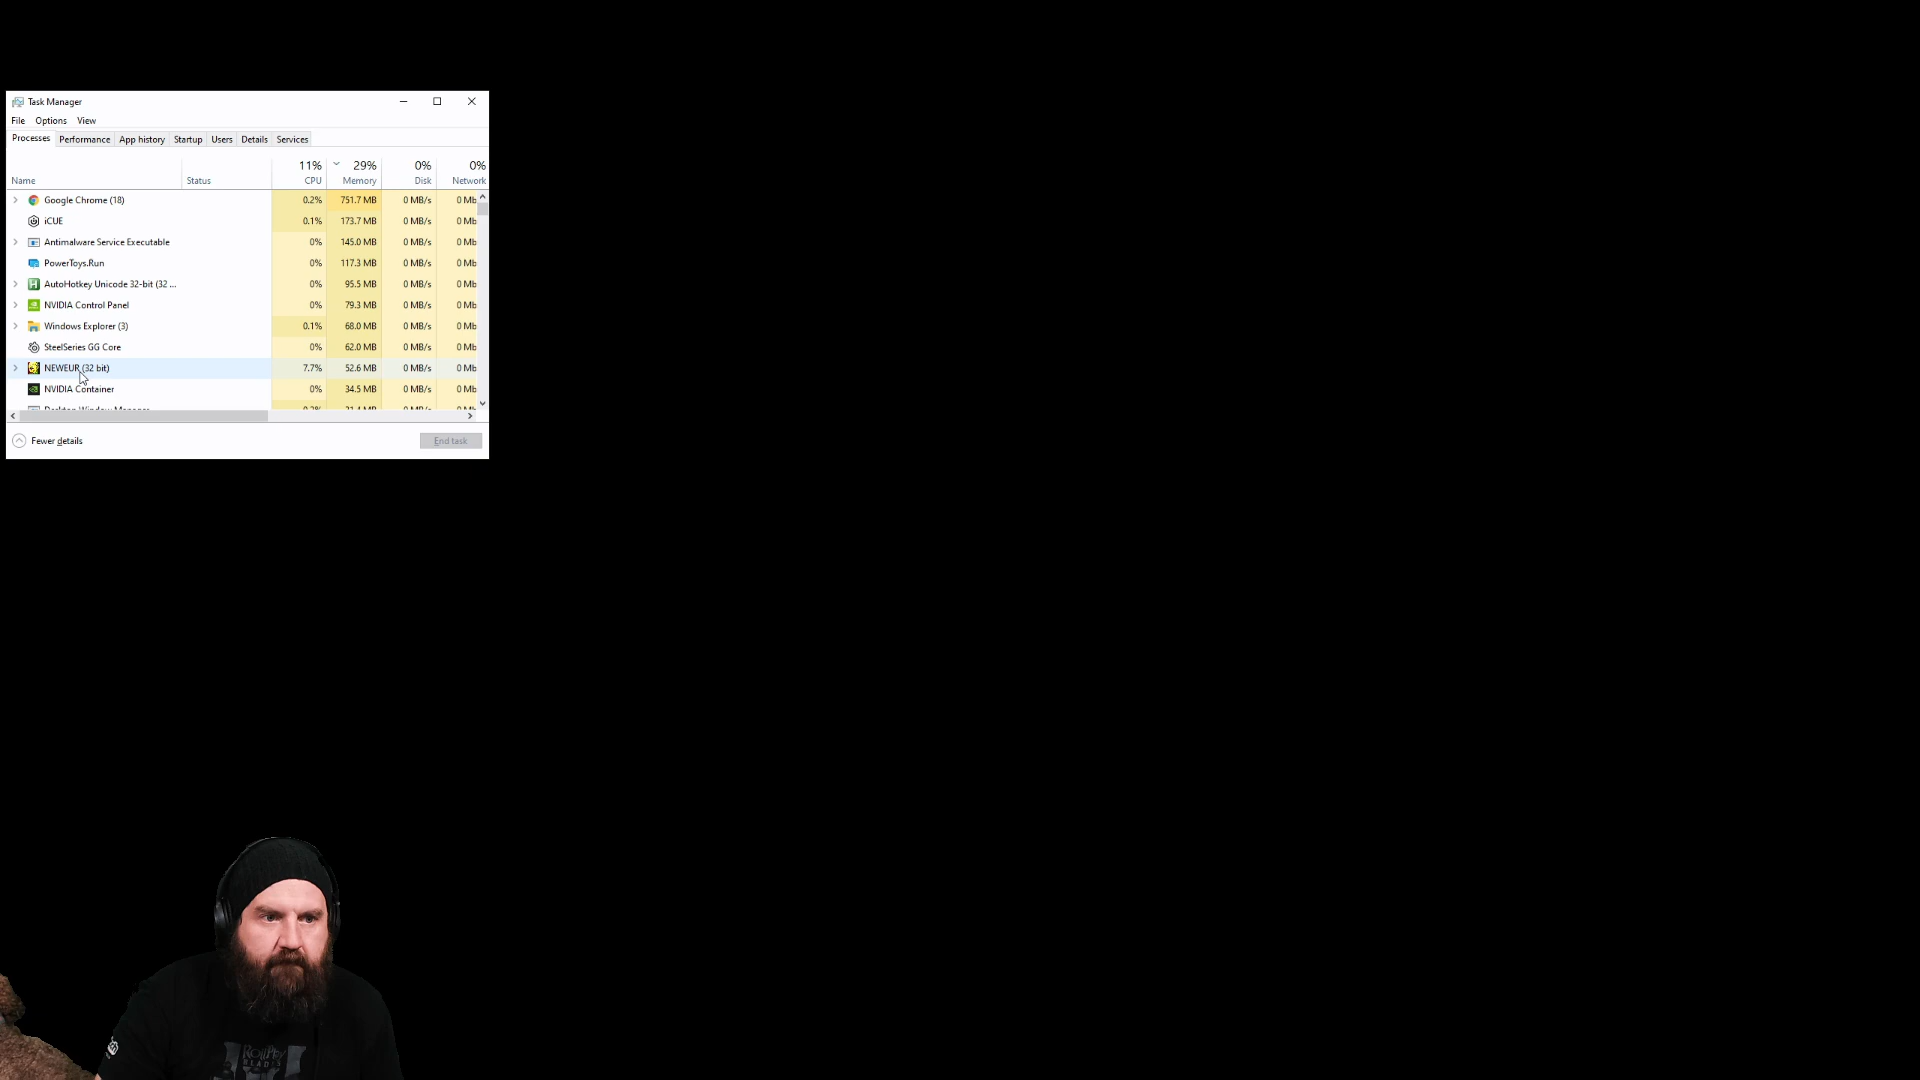 Task Manager
File Options View
Processes Performance App history Startup Users Details Services
11% 29% 0% 0%
Name Status CPU Memory Disk Network
Google Chrome (18) 0.2% 751.7 MB 0 MB/s 0 Mb
iCUE 0.1% 173.7 MB 0 MB/s 0 Mb
Antimalware Service Executable 0% 145.0 MB 0 MB/s 0 Mb
PowerToys.Run 0% 117.3 MB 0 MB/s 0 Mb
AutoHotkey Unicode 32-bit (32 ... 0% 95.5 MB 0 MB/s 0 Mb
NVIDIA Control Panel 0% 79.3 MB 0 MB/s 0 Mb
Windows Explorer (3) 0.1% 68.0 MB 0 MB/s 0 Mb
SteelSeries GG Core 0% 62.0 MB 0 MB/s 0 Mb
NEWEUR (32 bit) 7.7% 52.6 MB 0 MB/s 0 Mb
NVIDIA Container 0% 34.5 MB 0 MB/s 0 Mb
Desktop Window Manager
Fewer details End task